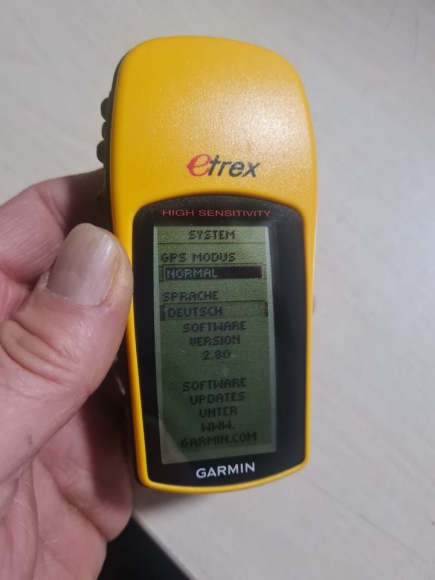 etrex
HIGH SENSITIVITY
SYSTEM
GPS MODUS
NORMAL
SPRACHE
DEUTSCH
SOFTWARE
VERSION
2.80
SOFTWARE
UPDATES
UNTER
WWW.
GARMIN.COM
GARMIN